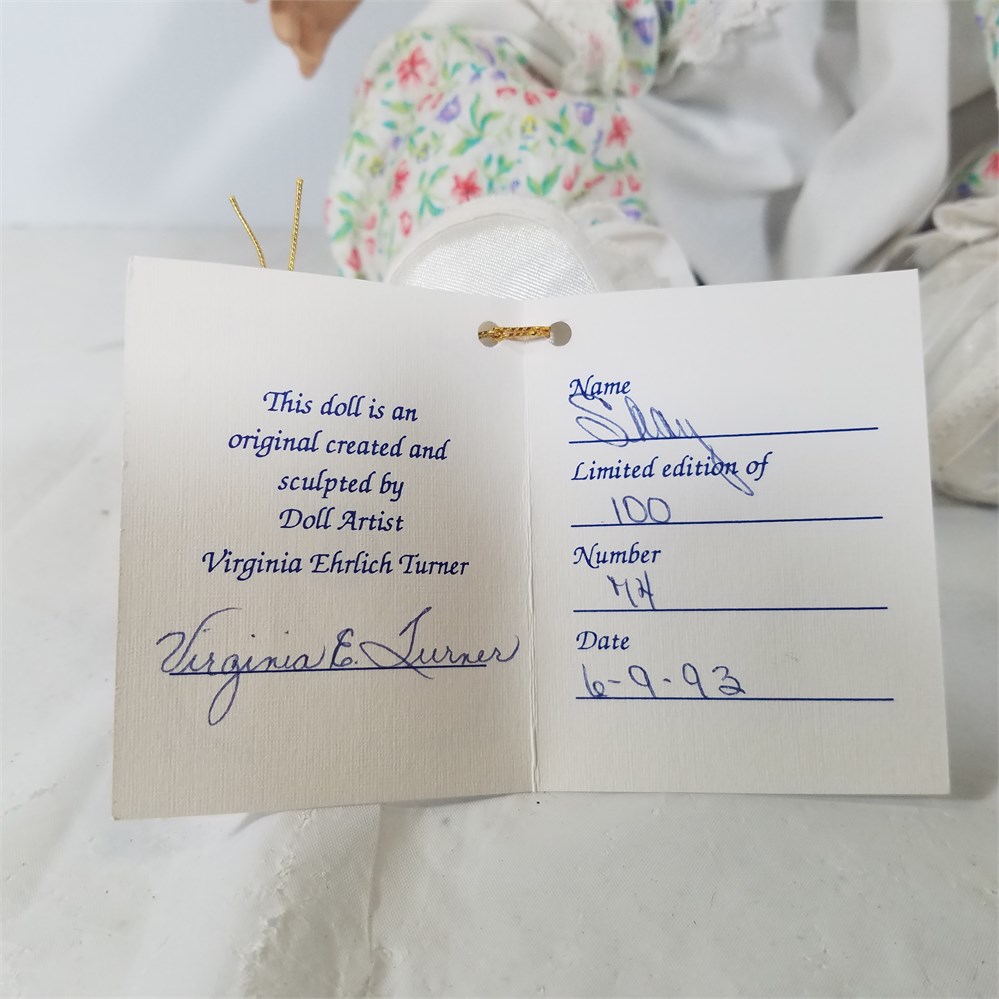 This doll is an
original created and
sculpted by
Doll Artist
Virginia Ehrlich Turner
Virginia E. Turner
Name
Limited edition of
100
Number
Date
6-9-93